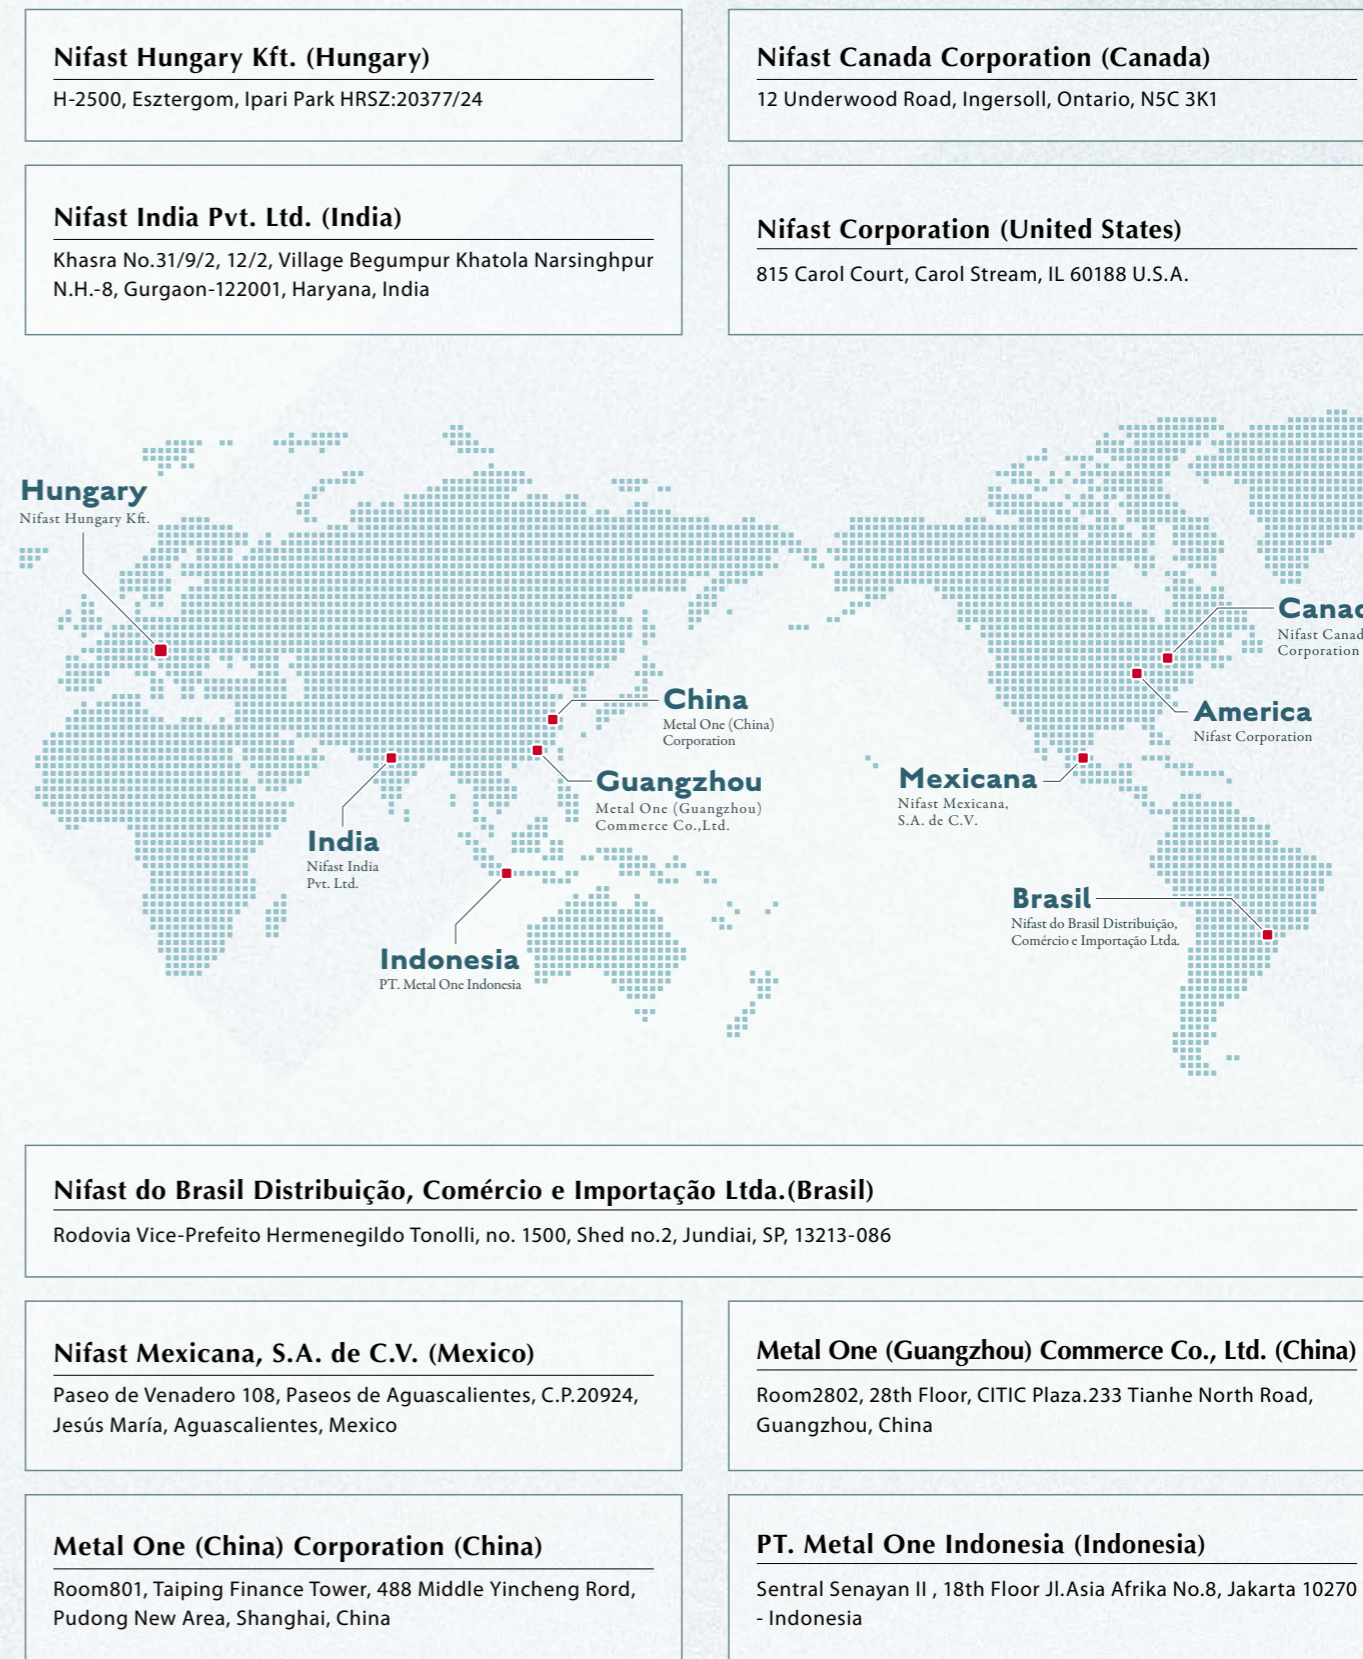 Nifast Hungary Kft. (Hungary)
H-2500, Esztergom, Ipari Park HRSZ:20377/24
Nifast Canada Corporation (Canada)
12 Underwood Road, Ingersoll, Ontario, N5C 3K1
Nifast India Pvt. Ltd. (India)
Khasra No.31/9/2, 12/2, Village Begumpur Khatola Narsinghpur
N.H.-8, Gurgaon-122001, Haryana, India
Nifast Corporation (United States)
815 Carol Court, Carol Stream, IL 60188 U.S.A.
Hungary
Nifast Hungary Kft.
Canad
Nifast Canad
Corporation
China
Metal One (China)
Corporation
America
Nifast Corporation
Guangzhou
Metal One (Guangzhou)
Commerce Co.,Ltd.
Mexicana
Nifast Mexicana,
S.A. de C.V.
India
Nifast India
Pvt. Ltd.
Brasil
Nifast do Brasil Distribuição,
Comércio e Importação Ltda.
Indonesia
PT. Metal One Indonesia
Nifast do Brasil Distribuição, Comércio e Importação Ltda.(Brasil)
Rodovia Vice-Prefeito Hermenegildo Tonolli, no. 1500, Shed no.2, Jundiai, SP, 13213-086
Nifast Mexicana, S.A. de C.V. (Mexico)
Paseo de Venadero 108, Paseos de Aguascalientes, C.P.20924,
Jesús María, Aguascalientes, Mexico
Metal One (Guangzhou) Commerce Co., Ltd. (China)
Room2802, 28th Floor, CITIC Plaza.233 Tianhe North Road,
Guangzhou, China
Metal One (China) Corporation (China)
Room801, Taiping Finance Tower, 488 Middle Yincheng Rord,
Pudong New Area, Shanghai, China
PT. Metal One Indonesia (Indonesia)
Sentral Senayan II , 18th Floor Jl.Asia Afrika No.8, Jakarta 10270
- Indonesia